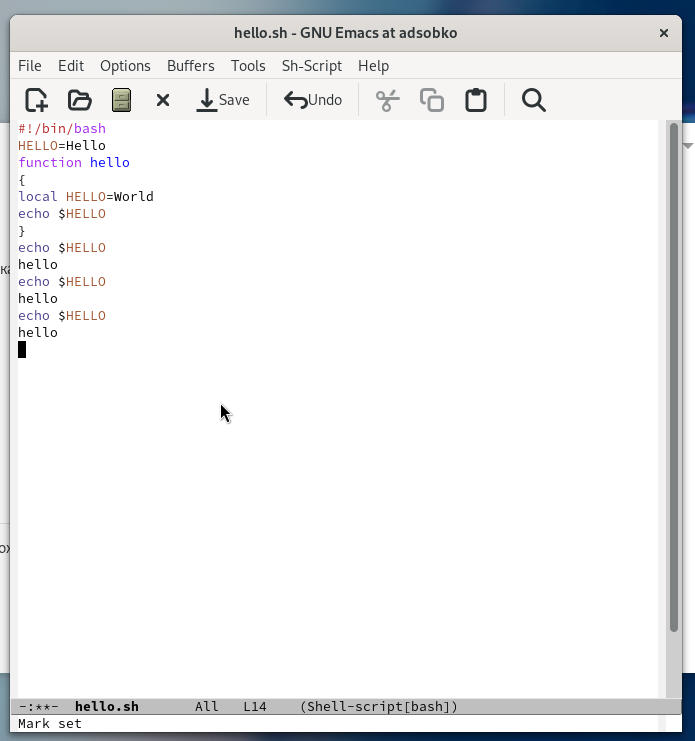 hello.sh - GNU Emacs at adsobko
File Edit Options Buffers Tools Sh-Script Help
Save Undo
#!/bin/bash
HELLO=Hello
function hello
{
local HELLO=World
echo $HELLO
}
echo $HELLO
hello
echo $HELLO
hello
echo $HELLO
hello
-:**- hello.sh All L14 (Shell-script[bash])
Mark set